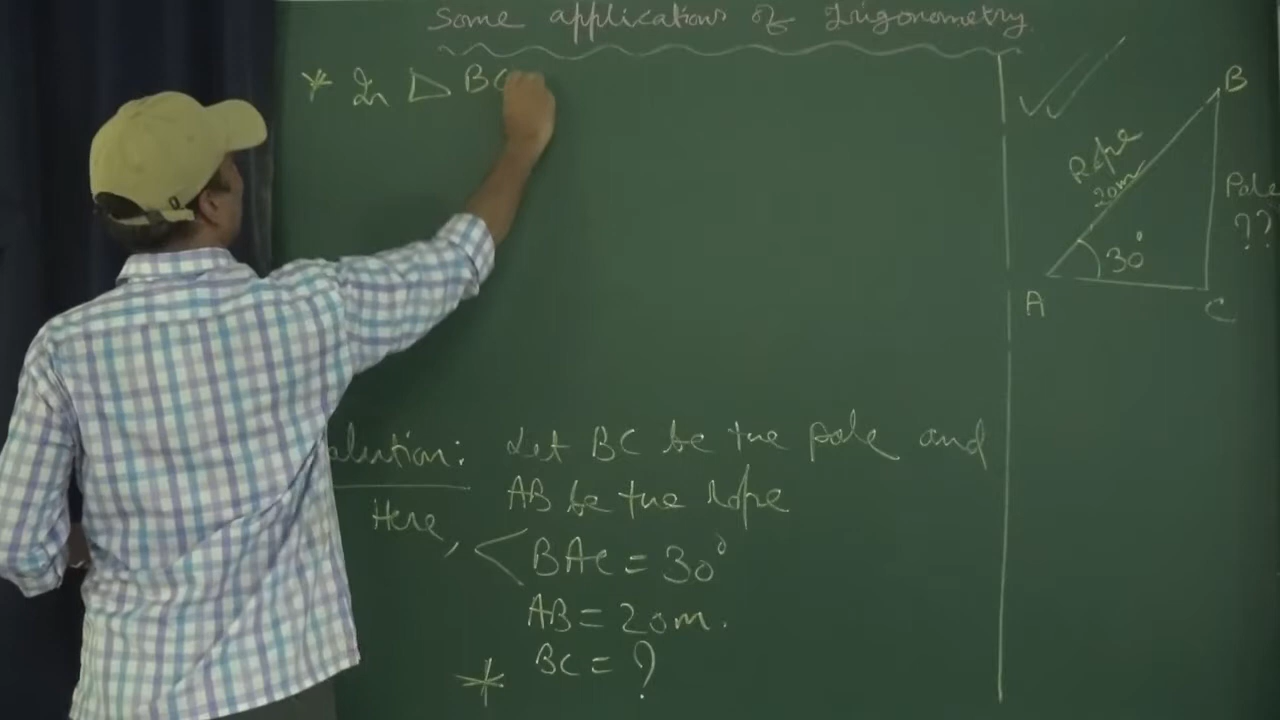 Some applications of Trigonometry
* In △ BC
Solution: Let BC be the pole and
AB be the rope
Here, < BAC = 30°
AB = 20m.
* BC = ?
B
Rope
20m
Pole
??
30°
A
C